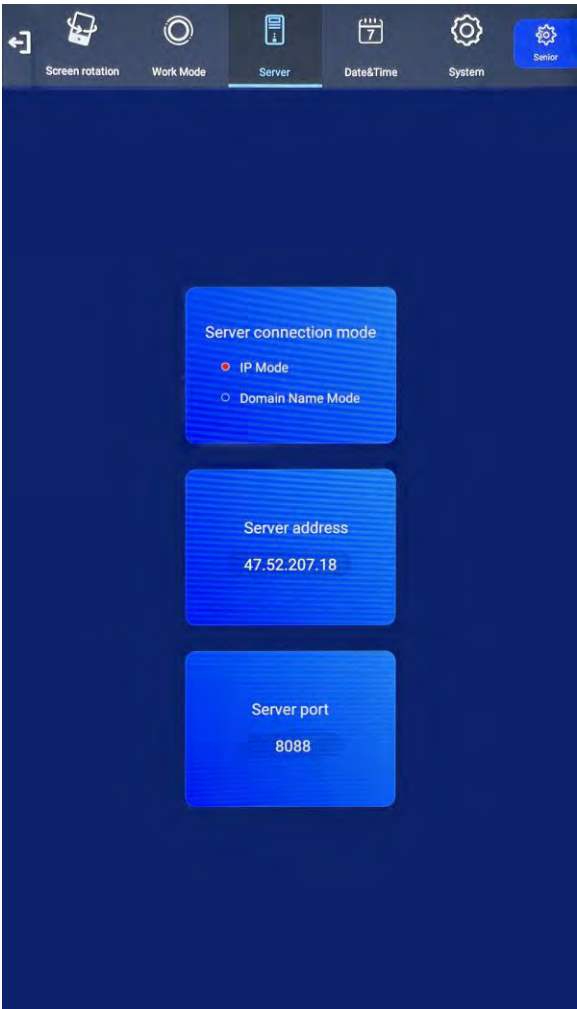 Screen rotation
Work Mode
Server
7
Date&Time
System
Senior
Server connection mode
IP Mode
Domain Name Mode
Server address
47.52.207.18
Server port
8088